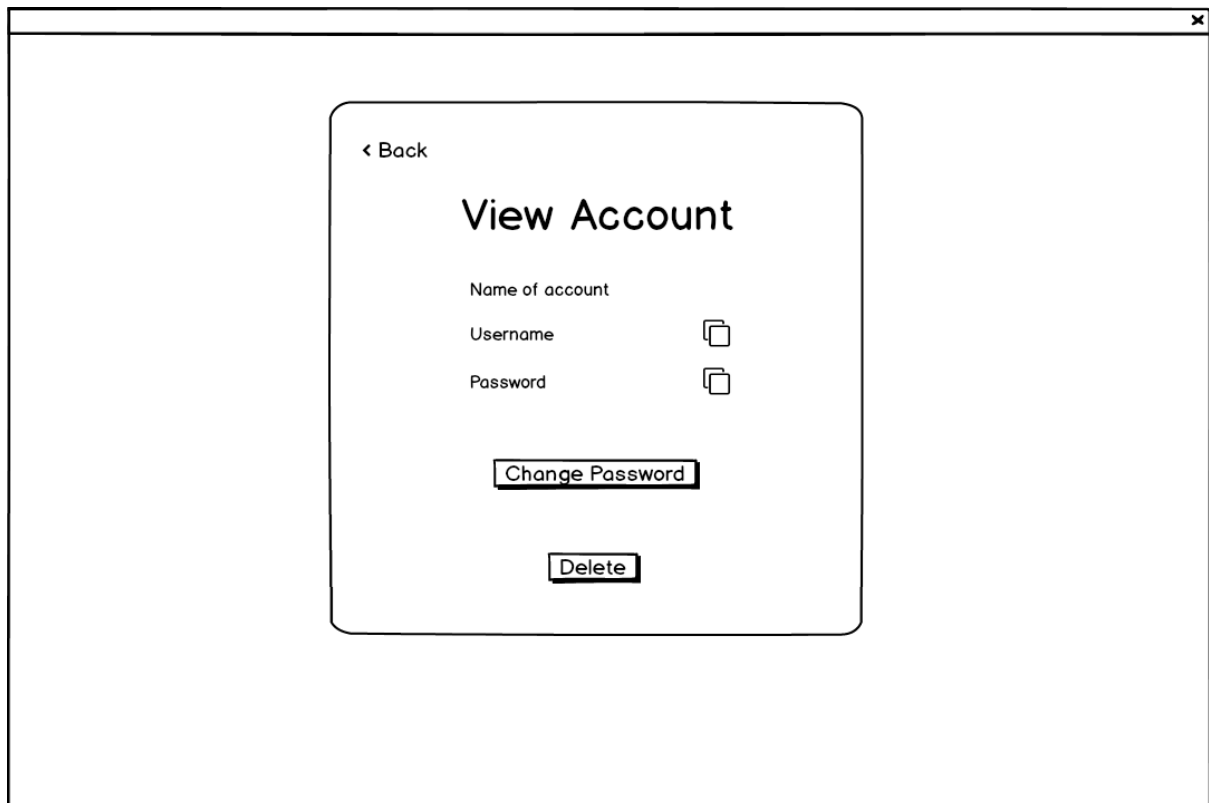 Back
View Account
Name of account
Username
Password
Change Password
Delete